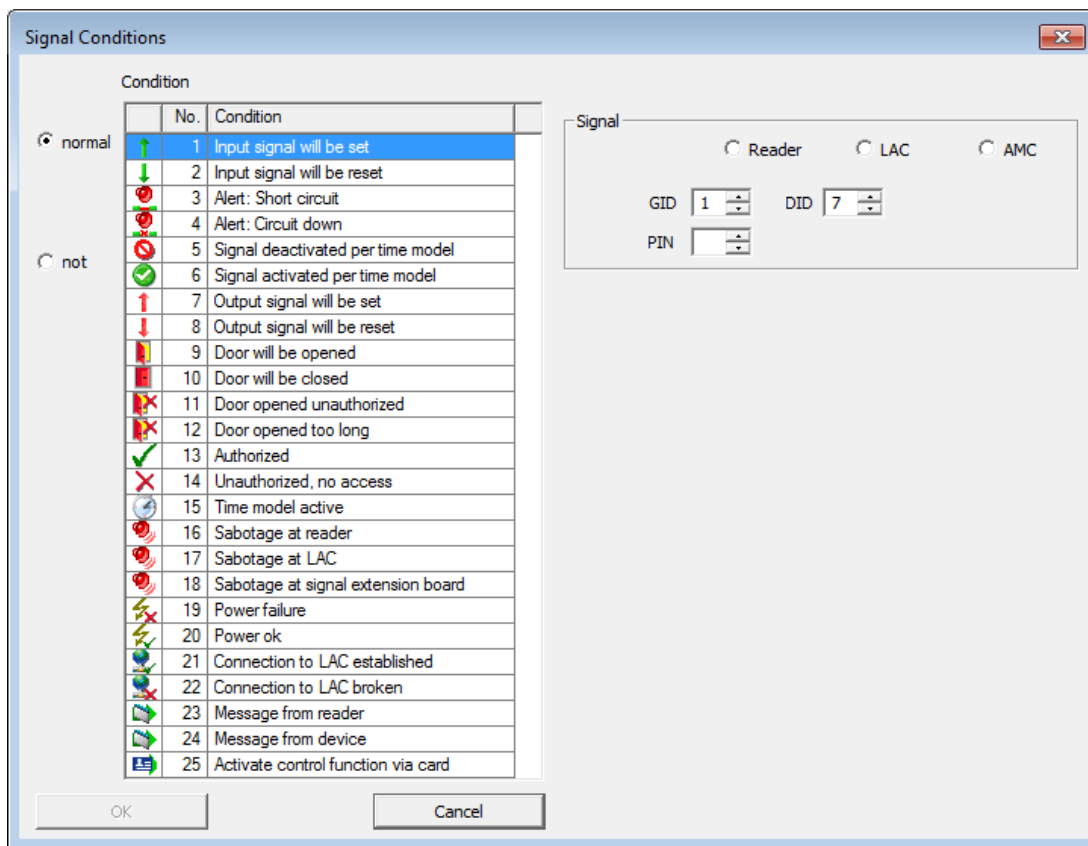 Signal Conditions
Condition
No. Condition
normal
not
1 Input signal will be set
2 Input signal will be reset
3 Alert: Short circuit
4 Alert: Circuit down
5 Signal deactivated per time model
6 Signal activated per time model
7 Output signal will be set
8 Output signal will be reset
9 Door will be opened
10 Door will be closed
11 Door opened unauthorized
12 Door opened too long
13 Authorized
14 Unauthorized, no access
15 Time model active
16 Sabotage at reader
17 Sabotage at LAC
18 Sabotage at signal extension board
19 Power failure
20 Power ok
21 Connection to LAC established
22 Connection to LAC broken
23 Message from reader
24 Message from device
25 Activate control function via card
Signal
Reader LAC AMC
GID 1 DID 7
PIN
OK Cancel